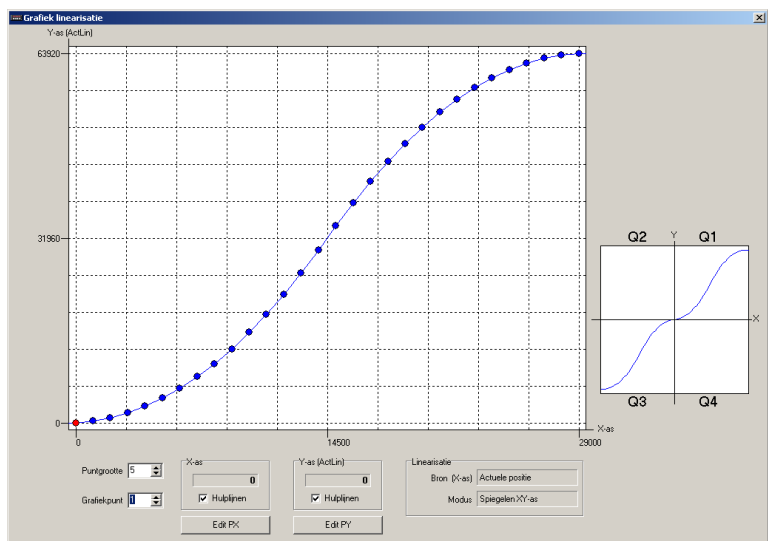 Grafiek linearisatie
Y-as (ActLin)
63920
31960
0
0
14500
29000
X-as
Q2
Y
Q1
X
Q3
Q4
Puntgrootte
5
Grafiekpunt
1
X-as
0
Hulplijnen
Edit PX
Y-as (ActLin)
0
Hulplijnen
Edit PY
Linearisatie
Bron (X-as)
Actuele positie
Modus
Spiegelen XY-as